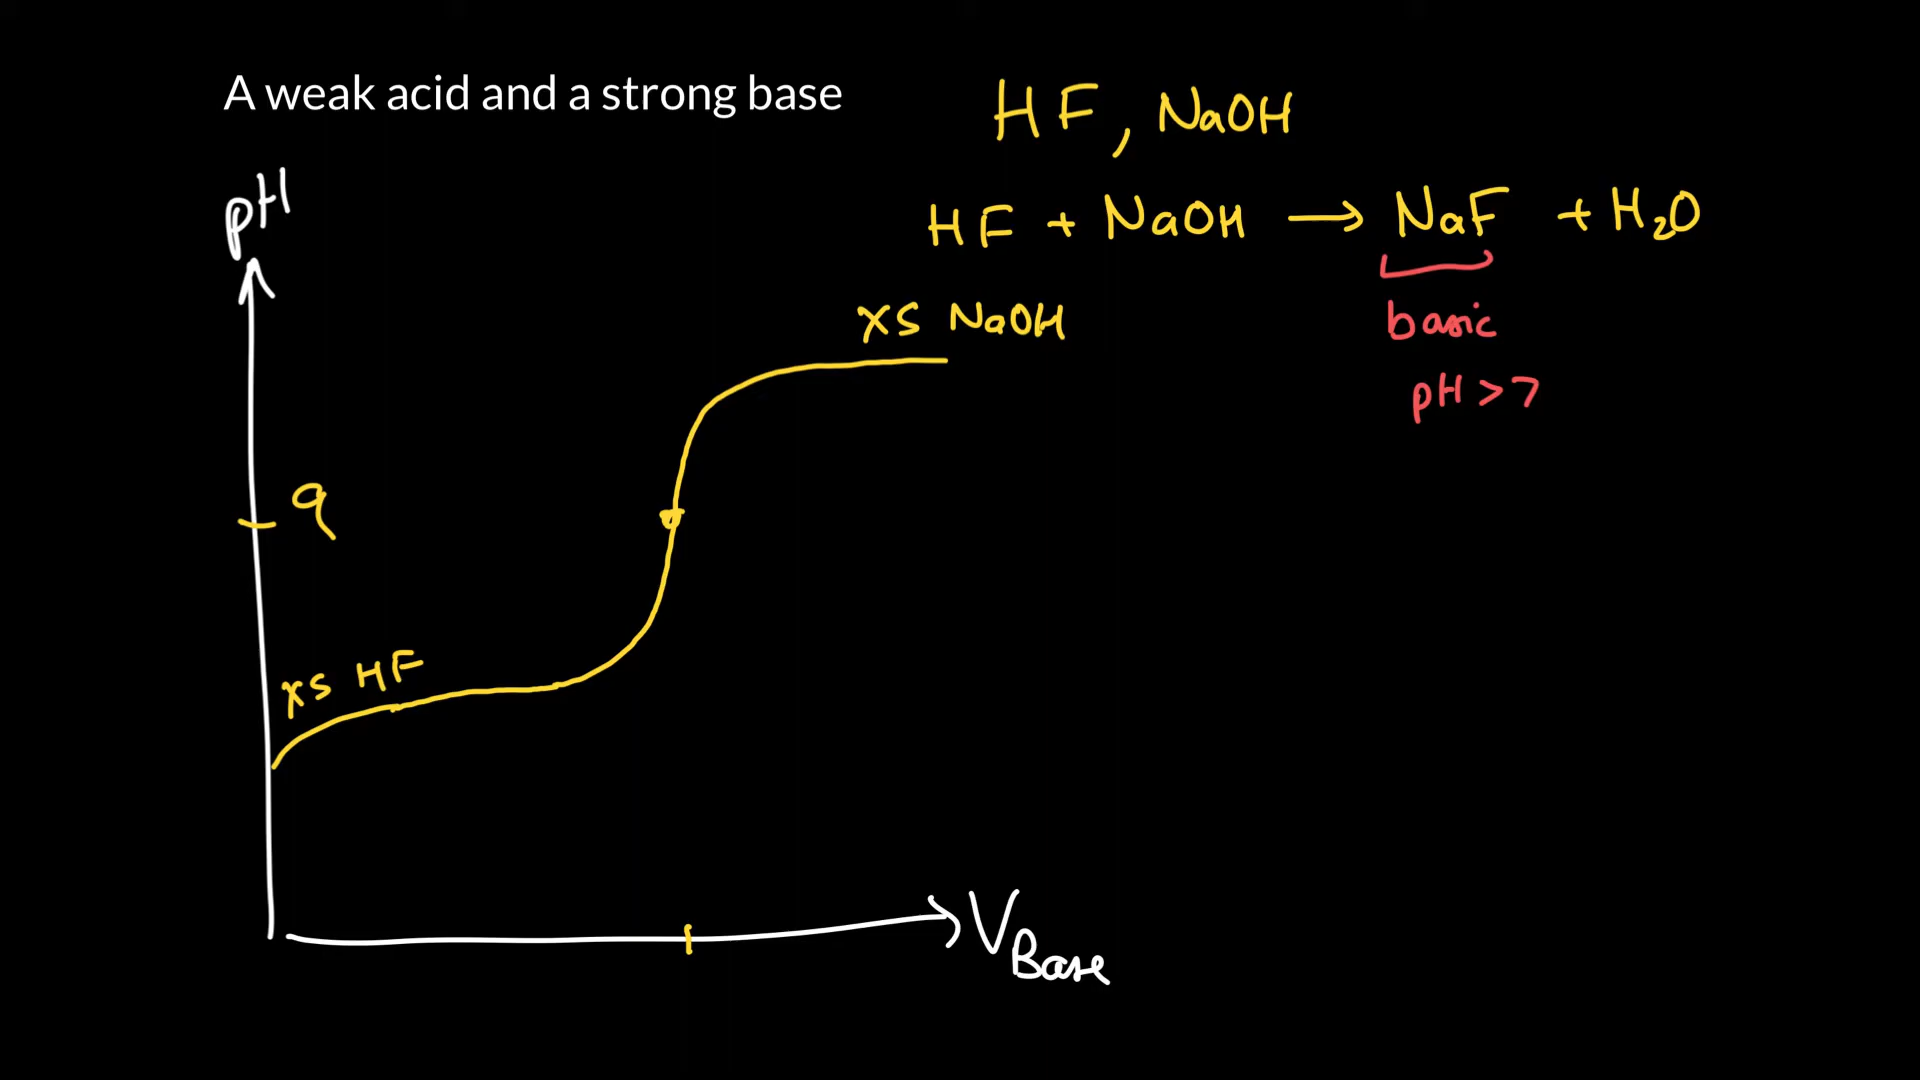 A weak acid and a strong base
HF, NaOH
pH
HF + NaOH → NaF + H₂O
basic
pH > 7
xs NaOH
9
xs HF
V_Base